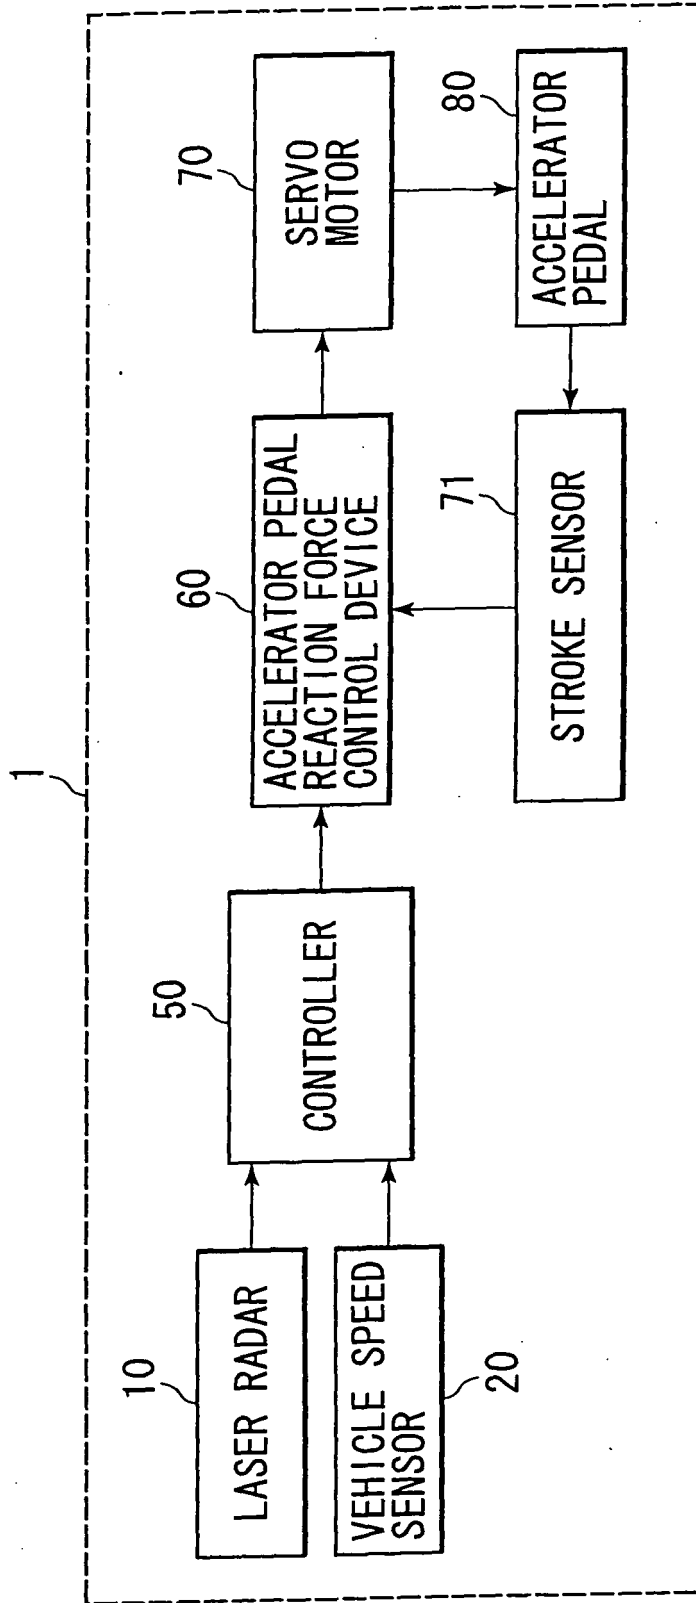 1
10
LASER RADAR
VEHICLE SPEED
SENSOR
20
50
CONTROLLER
60
ACCELERATOR PEDAL
REACTION FORCE
CONTROL DEVICE
70
SERVO
MOTOR
71
STROKE SENSOR
80
ACCELERATOR
PEDAL